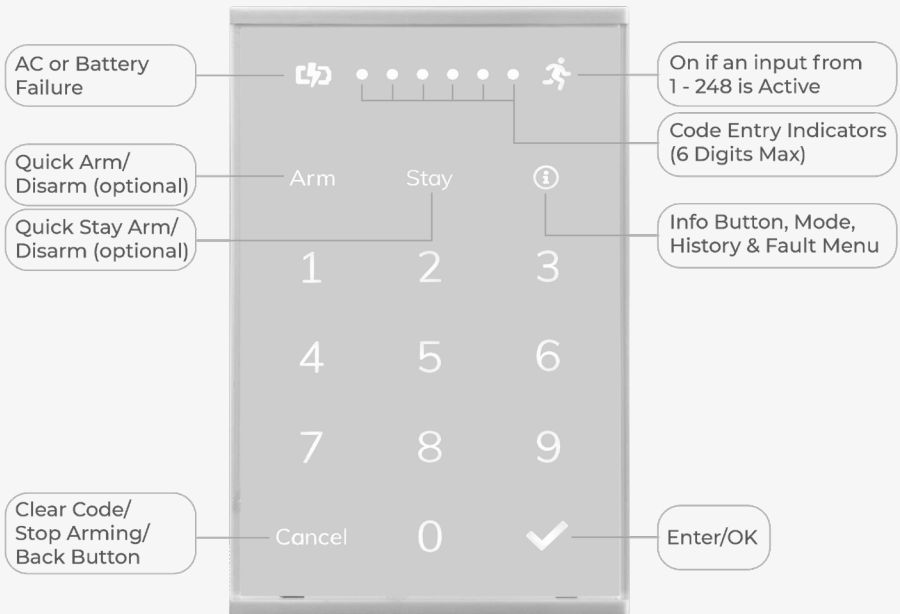 AC or Battery
Failure
On if an input from
1 - 248 is Active
Code Entry Indicators
(6 Digits Max)
Quick Arm/
Disarm (optional)
Arm
Stay
Quick Stay Arm/
Disarm (optional)
Info Button, Mode,
History & Fault Menu
1 2 3
4 5 6
7 8 9
Clear Code/
Stop Arming/
Back Button
Cancel
0
Enter/OK